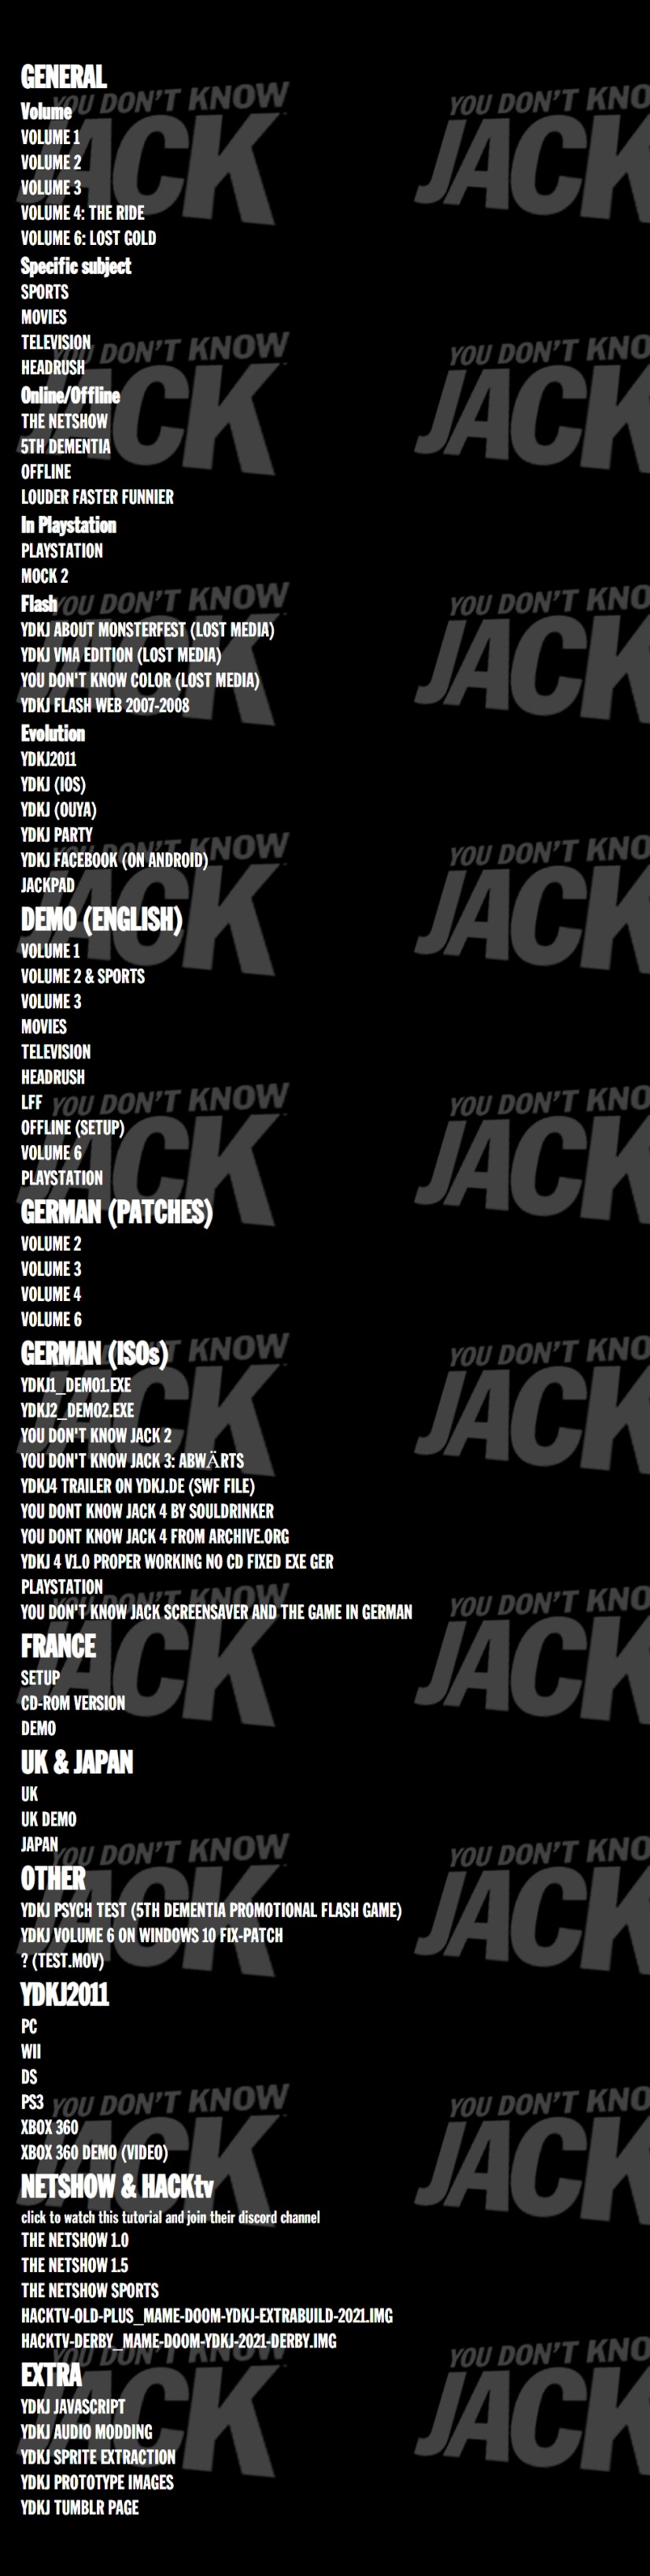 GENERAL
Volume
VOLUME 1
VOLUME 2
VOLUME 3
VOLUME 4: THE RIDE
VOLUME 6: LOST GOLD
Specific subject
SPORTS
MOVIES
TELEVISION
HEADRUSH
Online/Offline
THE NETSHOW
5TH DEMENTIA
OFFLINE
LOUDER FASTER FUNNIER
In Playstation
PLAYSTATION
MOCK 2
Flash
YDKJ ABOUT MONSTERFEST (LOST MEDIA)
YDKJ VMA EDITION (LOST MEDIA)
YOU DON'T KNOW COLOR (LOST MEDIA)
YDKJ FLASH WEB 2007-2008
Evolution
YDKJ2011
YDKJ (IOS)
YDKJ (OUYA)
YDKJ PARTY
YDKJ FACEBOOK (ON ANDROID)
JACKPAD
DEMO (ENGLISH)
VOLUME 1
VOLUME 2 & SPORTS
VOLUME 3
MOVIES
TELEVISION
HEADRUSH
LFF
OFFLINE (SETUP)
VOLUME 6
PLAYSTATION
GERMAN (PATCHES)
VOLUME 2
VOLUME 3
VOLUME 4
VOLUME 6
GERMAN (ISOs)
YDKJ1_DEMO1.EXE
YDKJ2_DEMO2.EXE
YOU DON'T KNOW JACK 2
YOU DON'T KNOW JACK 3: ABWÄRTS
YDKJ4 TRAILER ON YDKJ.DE (SWF FILE)
YOU DONT KNOW JACK 4 BY SOULDRINKER
YOU DONT KNOW JACK 4 FROM ARCHIVE.ORG
YDKJ 4 V1.0 PROPER WORKING NO CD FIXED EXE GER
PLAYSTATION
YOU DON'T KNOW JACK SCREENSAVER AND THE GAME IN GERMAN
FRANCE
SETUP
CD-ROM VERSION
DEMO
UK & JAPAN
UK
UK DEMO
JAPAN
OTHER
YDKJ PSYCH TEST (5TH DEMENTIA PROMOTIONAL FLASH GAME)
YDKJ VOLUME 6 ON WINDOWS 10 FIX-PATCH
? (TEST.MOV)
YDKJ2011
PC
WII
DS
PS3
XBOX 360
XBOX 360 DEMO (VIDEO)
NETSHOW & HACKtv
click to watch this tutorial and join their discord channel
THE NETSHOW 1.0
THE NETSHOW 1.5
THE NETSHOW SPORTS
HACKTV-OLD-PLUS_MAME-DOOM-YDKJ-EXTRABUILD-2021.IMG
HACKTV-DERBY_MAME-DOOM-YDKJ-2021-DERBY.IMG
EXTRA
YDKJ JAVASCRIPT
YDKJ AUDIO MODDING
YDKJ SPRITE EXTRACTION
YDKJ PROTOTYPE IMAGES
YDKJ TUMBLR PAGE